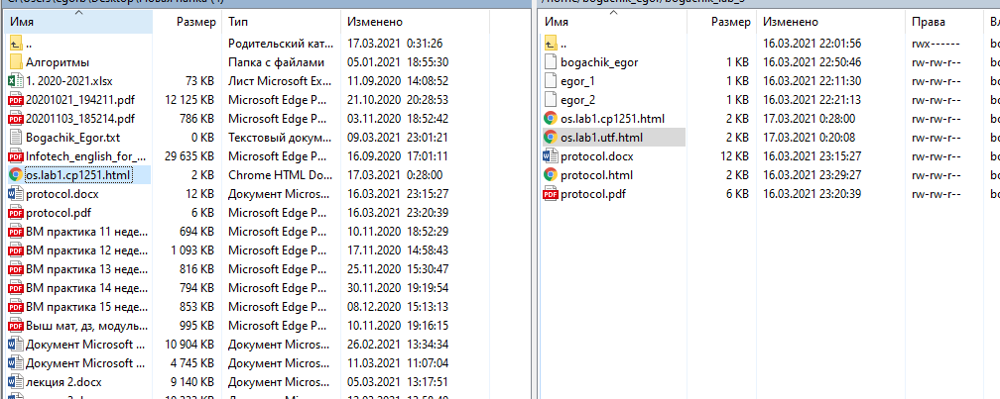 Имя Размер Тип Изменено
.. Родительский кат... 17.03.2021 0:31:26
Алгоритмы Папка с файлами 05.01.2021 18:55:30
1. 2020-2021.xlsx 73 KB Лист Microsoft Ex... 11.09.2020 14:08:52
20201021_194211.pdf 12 125 KB Microsoft Edge P... 21.10.2020 20:28:53
20201103_185214.pdf 786 KB Microsoft Edge P... 03.11.2020 18:52:42
Bogachik_Egor.txt 0 KB Текстовый докум... 09.03.2021 23:01:21
Infotech_english_for_... 29 635 KB Microsoft Edge P... 16.09.2020 17:01:11
os.lab1.cp1251.html 2 KB Chrome HTML Do... 17.03.2021 0:28:00
protocol.docx 12 KB Документ Micros... 16.03.2021 23:15:27
protocol.pdf 6 KB Microsoft Edge P... 16.03.2021 23:20:39
ВМ практика 11 неде... 694 KB Microsoft Edge P... 10.11.2020 18:52:29
ВМ практика 12 неде... 1 093 KB Microsoft Edge P... 17.11.2020 14:58:43
ВМ практика 13 неде... 816 KB Microsoft Edge P... 25.11.2020 15:30:47
ВМ практика 14 неде... 794 KB Microsoft Edge P... 30.11.2020 19:19:54
ВМ практика 15 неде... 853 KB Microsoft Edge P... 08.12.2020 15:13:13
Выш мат, дз, модуль... 995 KB Microsoft Edge P... 10.11.2020 19:16:15
Документ Microsoft ... 10 904 KB Документ Micros... 26.02.2021 13:34:34
Документ Microsoft ... 4 745 KB Документ Micros... 11.03.2021 11:07:04
лекция 2.docx 9 140 KB Документ Micros... 05.03.2021 13:17:51
Имя Размер Изменено Права В
.. 16.03.2021 22:01:56 rwx------
bogachik_egor 1 KB 16.03.2021 22:50:46 rw-rw-r--
egor_1 1 KB 16.03.2021 22:11:30 rw-rw-r--
egor_2 1 KB 16.03.2021 22:21:13 rw-rw-r--
os.lab1.cp1251.html 2 KB 17.03.2021 0:28:00 rw-rw-r--
os.lab1.utf.html 2 KB 17.03.2021 0:20:08 rw-rw-r--
protocol.docx 12 KB 16.03.2021 23:15:27 rw-rw-r--
protocol.html 2 KB 16.03.2021 23:29:27 rw-rw-r--
protocol.pdf 6 KB 16.03.2021 23:20:39 rw-rw-r--